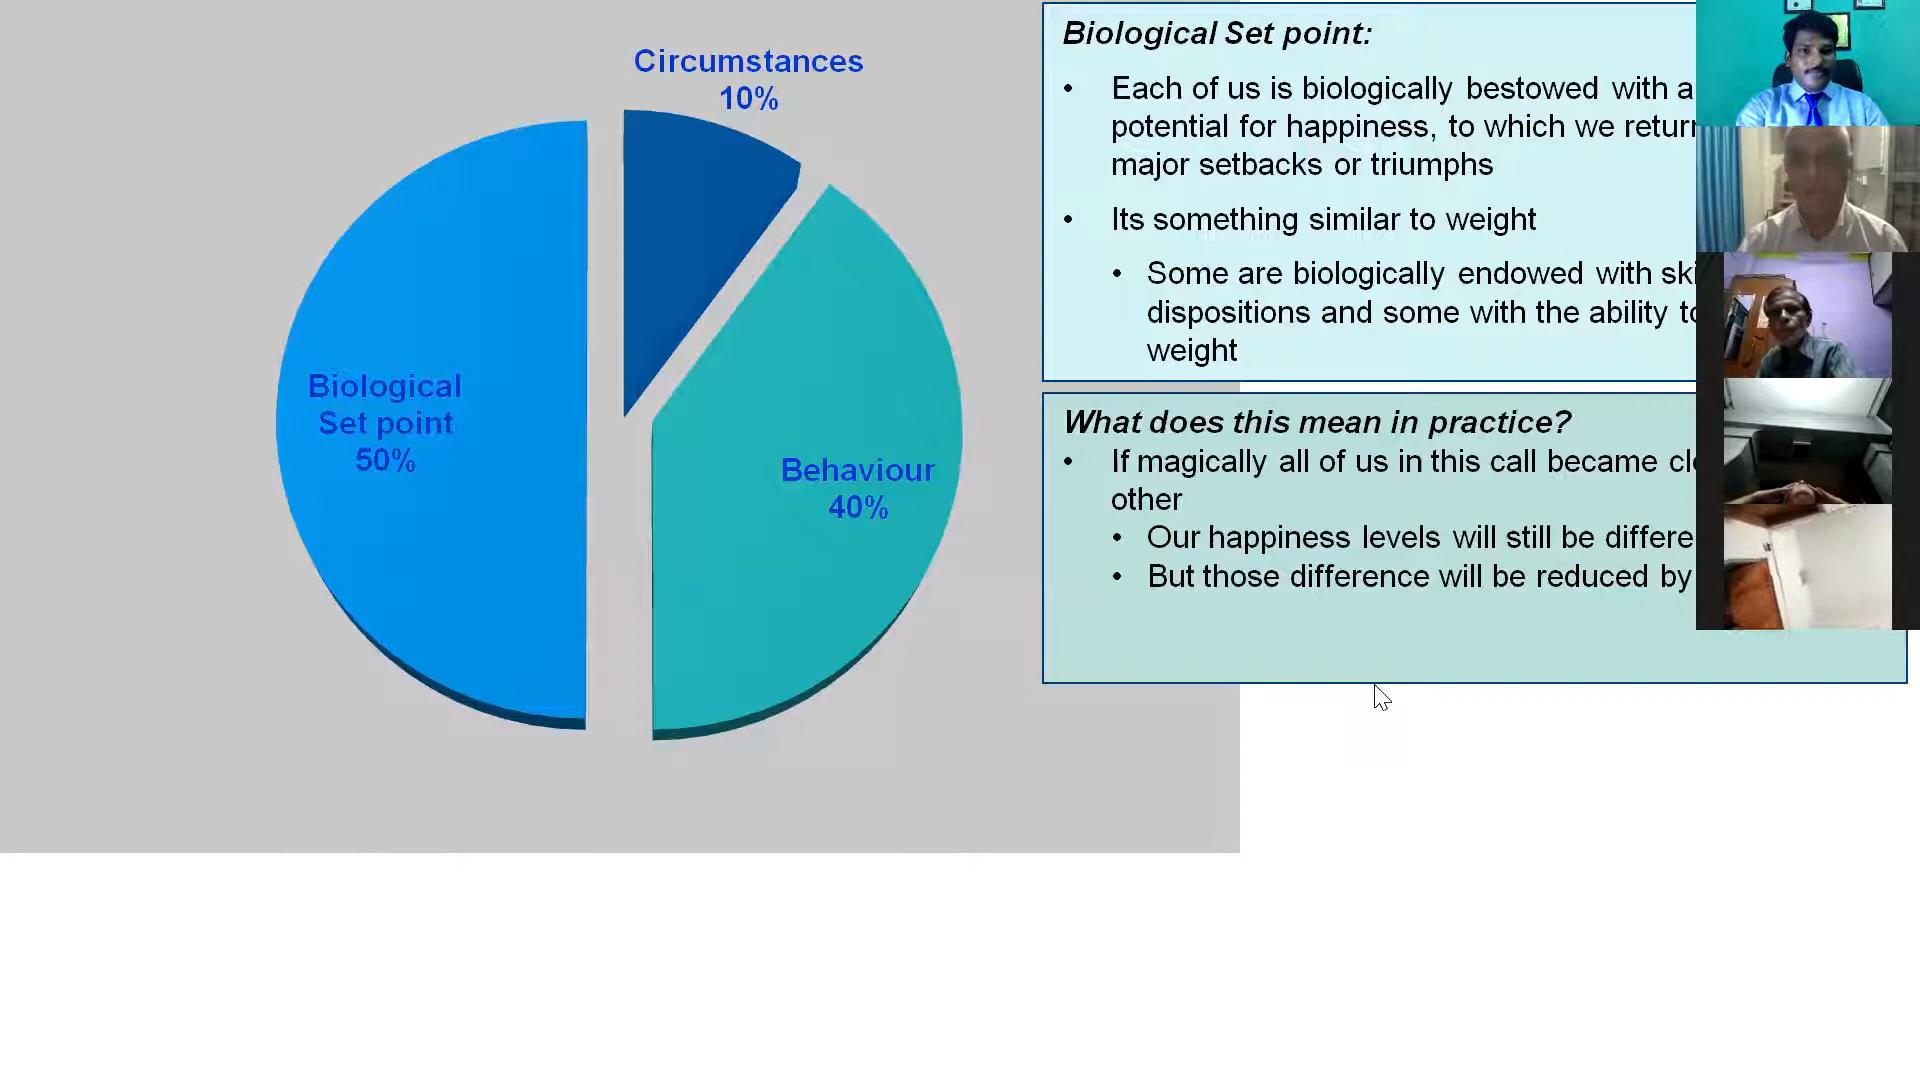 Circumstances
10%
Biological
Set point
50%
Behaviour
40%
Biological Set point:
• Each of us is biologically bestowed with a
potential for happiness, to which we return
major setbacks or triumphs
• Its something similar to weight
• Some are biologically endowed with
dispositions and some with the ability to
weight
What does this mean in practice?
• If magically all of us in this call became
other
• Our happiness levels will still be
• But those difference will be reduced by